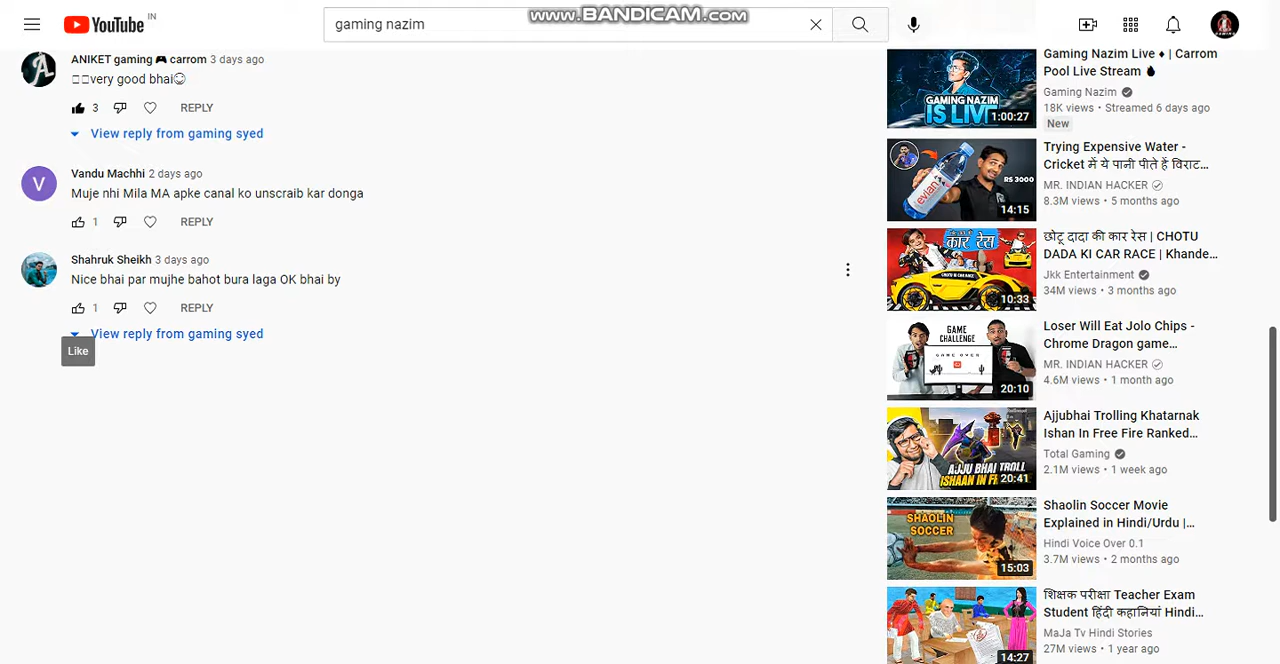 www.BANDICAM.com
YouTube IN
gaming nazim
ANIKET gaming 🎮 carrom 3 days ago
very good bhai
3 REPLY
View reply from gaming syed
V
Vandu Machhi 2 days ago
Muje nhi Mila MA apke canal ko unscraib kar donga
1 REPLY
Shahruk Sheikh 3 days ago
Nice bhai par mujhe bahot bura laga OK bhai by
1 REPLY
View reply from gaming syed
Like
GAMING NAZIM
IS LIVE
1:00:27
Gaming Nazim Live ♦ | Carrom
Pool Live Stream
Gaming Nazim
18K views • Streamed 6 days ago
New
evian
RS 3000
14:15
Trying Expensive Water -
Cricket में ये पानी पीते हैं विराट...
MR. INDIAN HACKER
8.3M views • 5 months ago
कार रेस
10:33
छोटू दादा की कार रेस | CHOTU
DADA KI CAR RACE | Khande...
Jkk Entertainment
34M views • 3 months ago
GAME
CHALLENGE
GAME OVER
20:10
Loser Will Eat Jolo Chips -
Chrome Dragon game...
MR. INDIAN HACKER
4.6M views • 1 month ago
AJJU BHAI TROLL
ISHAAN IN F
20:41
Ajjubhai Trolling Khatarnak
Ishan In Free Fire Ranked...
Total Gaming
2.1M views • 1 week ago
SHAOLIN
SOCCER
15:03
Shaolin Soccer Movie
Explained in Hindi/Urdu |...
Hindi Voice Over 0.1
3.7M views • 2 months ago
14:27
शिक्षक परीक्षा Teacher Exam
Student हिंदी कहानियां Hindi...
MaJa Tv Hindi Stories
27M views • 1 year ago